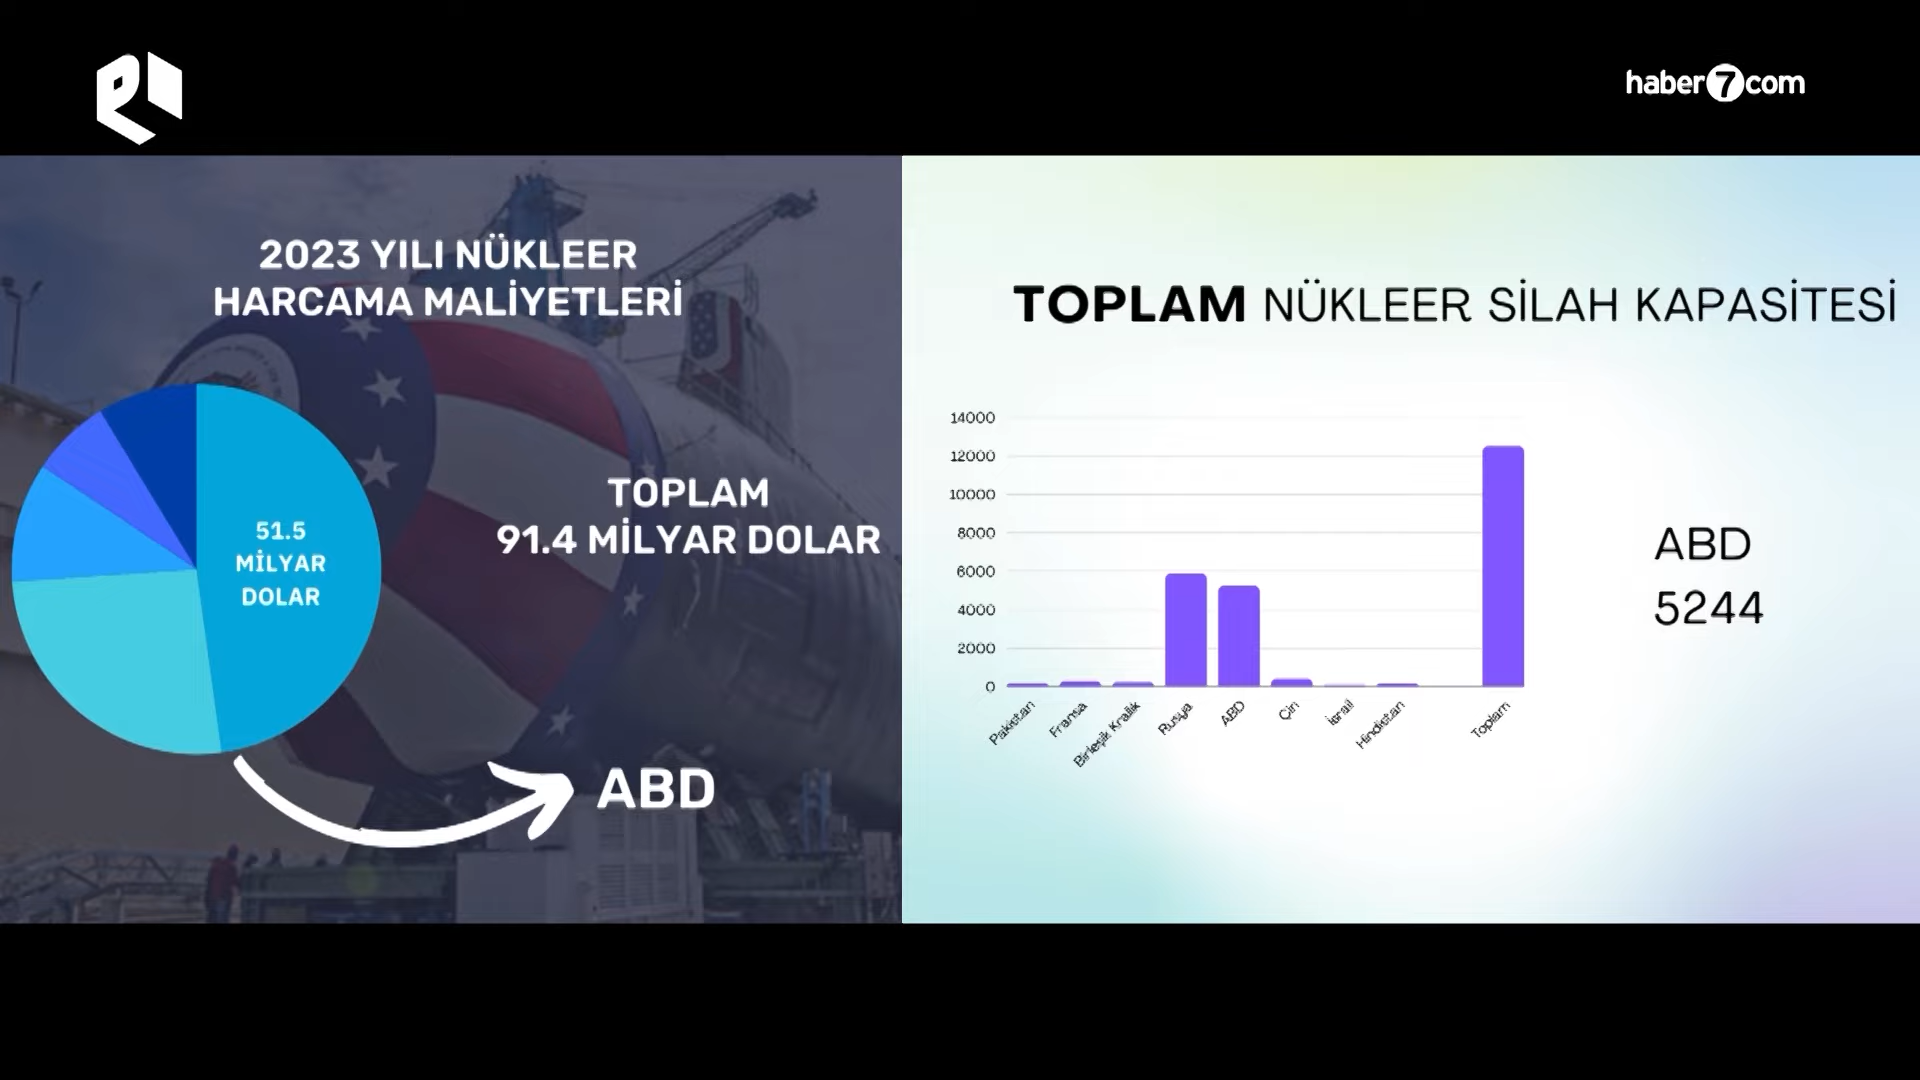 haber7com
2023 YILI NÜKLEER
HARCAMA MALİYETLERİ
51.5
MİLYAR
DOLAR
TOPLAM
91.4 MİLYAR DOLAR
ABD
TOPLAM NÜKLEER SİLAH KAPASİTESİ
14000
12000
10000
8000
6000
4000
2000
0
Pakistan
Fransa
Birleşik Krallık
Rusya
ABD
Çin
İsrail
Hindistan
Toplam
ABD
5244